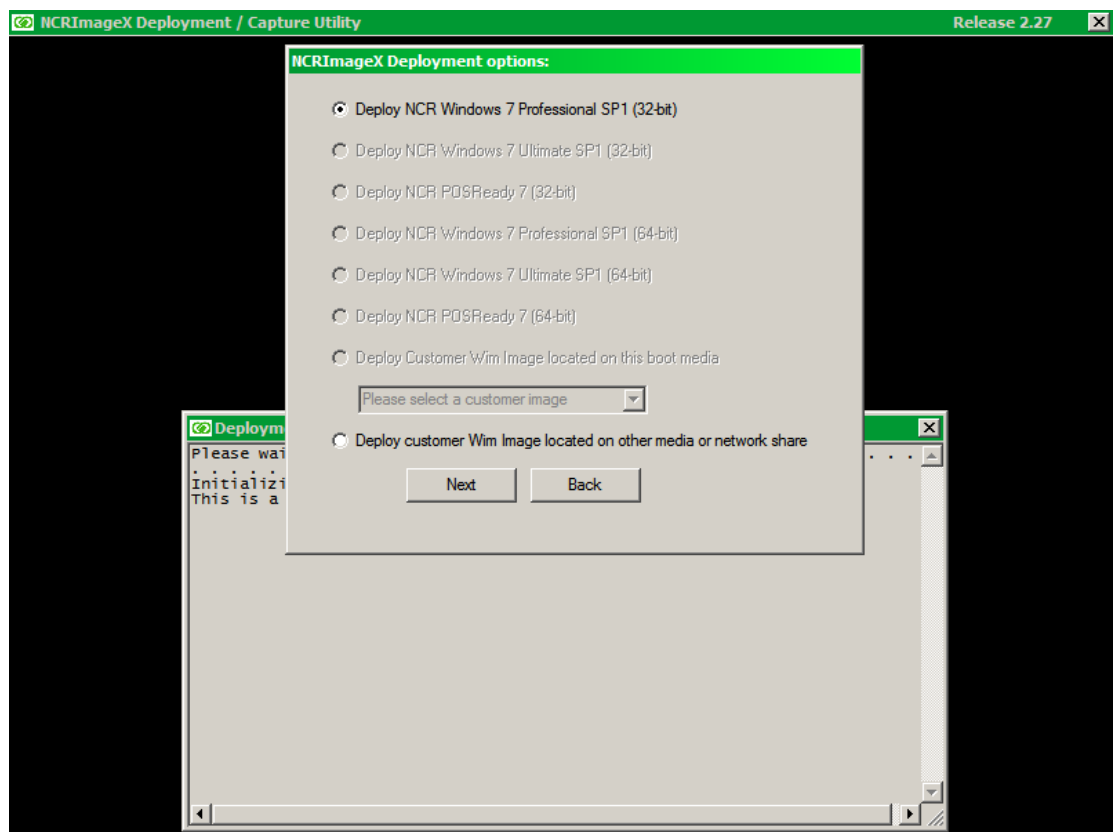 NCRImageX Deployment / Capture Utility Release 2.27
NCRImageX Deployment options:
Deploy NCR Windows 7 Professional SP1 (32-bit)
Deploy NCR Windows 7 Ultimate SP1 (32-bit)
Deploy NCR POSReady 7 (32-bit)
Deploy NCR Windows 7 Professional SP1 (64-bit)
Deploy NCR Windows 7 Ultimate SP1 (64-bit)
Deploy NCR POSReady 7 (64-bit)
Deploy Customer Wim Image located on this boot media
Please select a customer image
Deploy customer Wim Image located on other media or network share
Next Back
Deploym
Please wai . . .
. . . . . .
Initializi
This is a